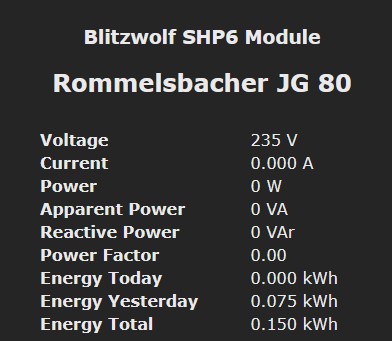 Blitzwolf SHP6 Module
Rommelsbacher JG 80
Voltage 235 V
Current 0.000 A
Power 0 W
Apparent Power 0 VA
Reactive Power 0 VAr
Power Factor 0.00
Energy Today 0.000 kWh
Energy Yesterday 0.075 kWh
Energy Total 0.150 kWh